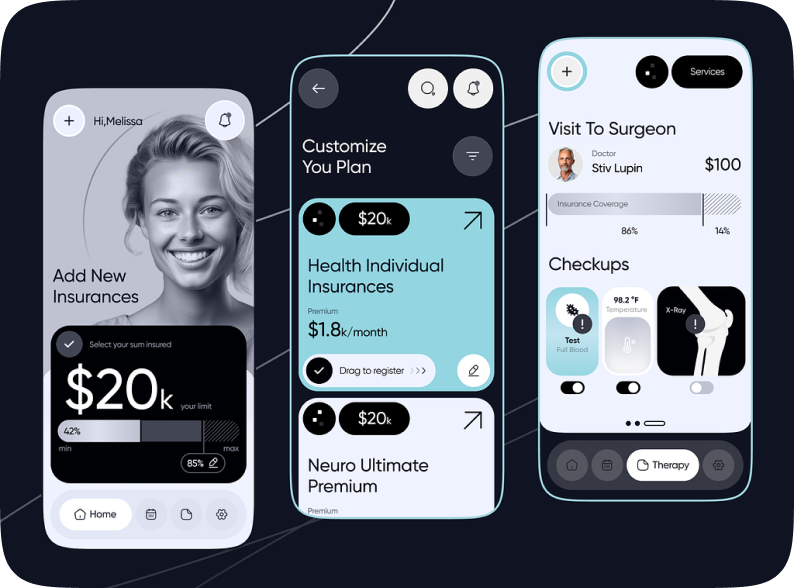 Hi,Melissa
Add New
Insurances
Select your sum insured
$20k
your limit
42%
min
max
85%
Home
Customize
You Plan
$20k
Health Individual
Insurances
Premium
$1.8k/month
Drag to register
$20k
Neuro Ultimate
Premium
Premium
Services
Visit To Surgeon
Doctor
Stiv Lupin
$100
Insurance Coverage
86%
14%
Checkups
Test
Full Blood
98.2 °F
Temperature
X-Ray
Therapy